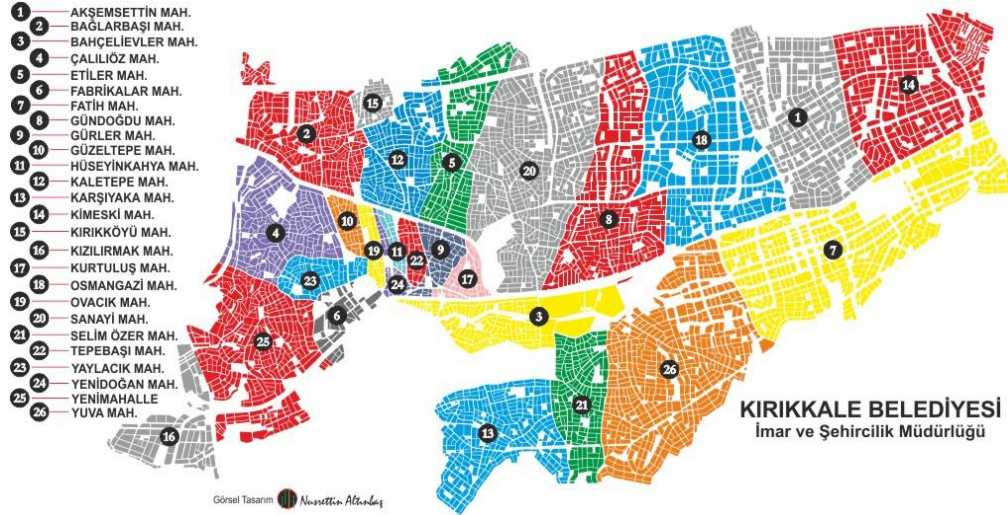 1 AKŞEMSETTİN MAH.
2 BAĞLARBAŞI MAH.
3 BAHÇELİEVLER MAH.
4 ÇALILIÖZ MAH.
5 ETİLER MAH.
6 FABRİKALAR MAH.
7 FATİH MAH.
8 GÜNDOĞDU MAH.
9 GÜRLER MAH.
10 GÜZELTEPE MAH.
11 HÜSEYİNKAHYA MAH.
12 KALETEPE MAH.
13 KARŞIYAKA MAH.
14 KİMESKİ MAH.
15 KIRIKKÖYÜ MAH.
16 KIZILIRMAK MAH.
17 KURTULUŞ MAH.
18 OSMANGAZİ MAH.
19 OVACIK MAH.
20 SANAYİ MAH.
21 SELİM ÖZER MAH.
22 TEPEBAŞI MAH.
23 YAYLACIK MAH.
24 YENİDOĞAN MAH.
25 YENİMAHALLE
26 YUVA MAH.
14
15
1
2
18
12
5
20
10
8
4
19
11
22
9
7
17
23
24
6
3
25
26
21
13
16
KIRIKKALE BELEDİYESİ
İmar ve Şehircilik Müdürlüğü
Görsel Tasarım Nusrettin Altınbaş